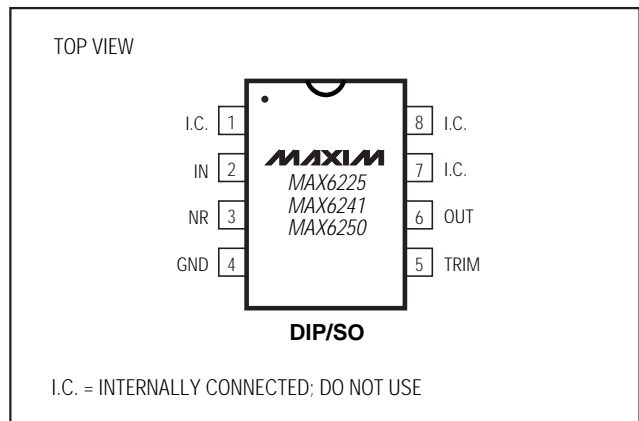 TOP VIEW
I.C. 1
8 I.C.
MAXIM
IN 2
7 I.C.
MAX6225
MAX6241
NR 3
6 OUT
MAX6250
GND 4
5 TRIM
DIP/SO
I.C. = INTERNALLY CONNECTED; DO NOT USE